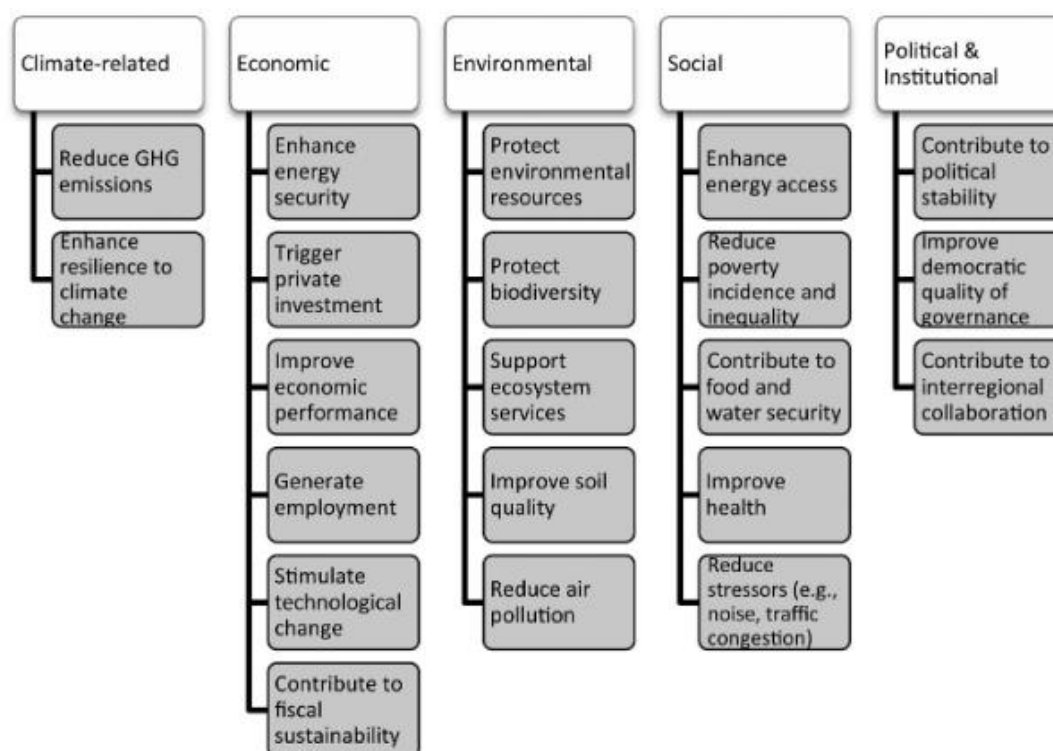 Climate-related
Reduce GHG
emissions
Enhance
resilience to
climate
change
Economic
Enhance
energy
security
Trigger
private
investment
Improve
economic
performance
Generate
employment
Stimulate
technological
change
Contribute to
fiscal
sustainability
Environmental
Protect
environmental
resources
Protect
biodiversity
Support
ecosystem
services
Improve soil
quality
Reduce air
pollution
Social
Enhance
energy access
Reduce
poverty
incidence and
inequality
Contribute to
food and
water security
Improve
health
Reduce
stressors (e.g.,
noise, traffic
congestion)
Political &
Institutional
Contribute to
political
stability
Improve
democratic
quality of
governance
Contribute to
interregional
collaboration